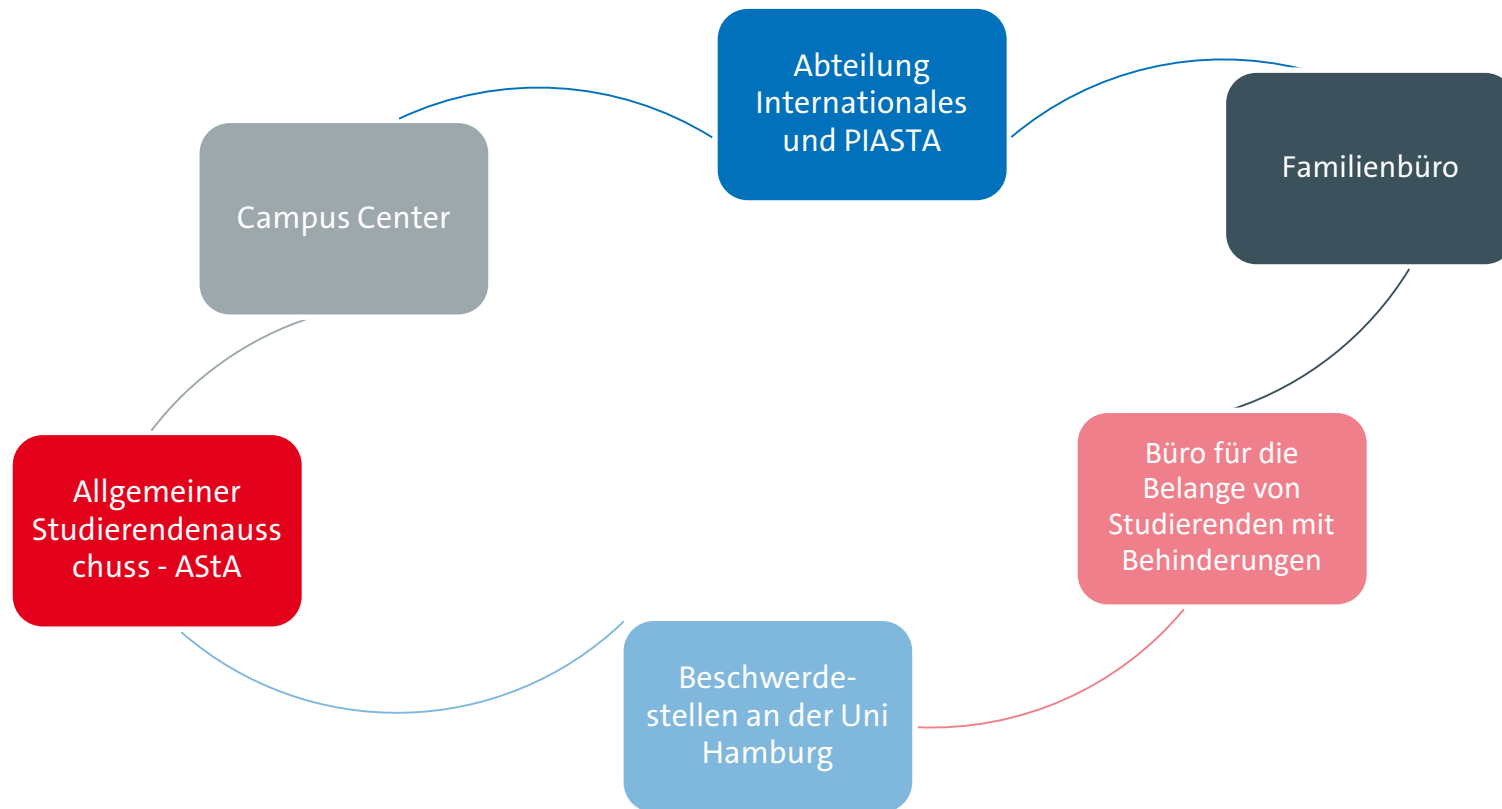 Abteilung
Internationales
und PIASTA
Familienbüro
Campus Center
Allgemeiner
Studierendenauss
chuss - AStA
Büro für die
Belange von
Studierenden mit
Behinderungen
Beschwerde-
stellen an der Uni
Hamburg